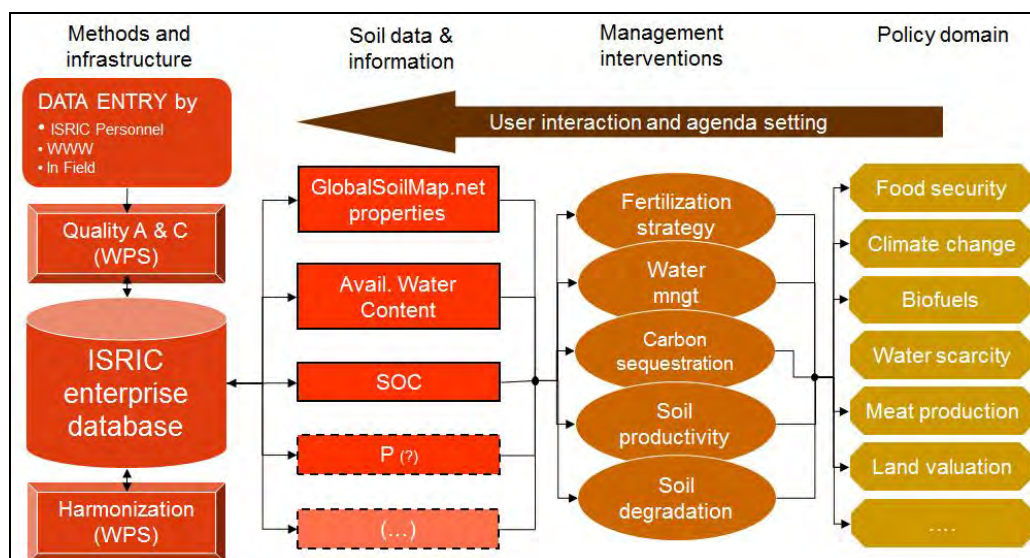 Methods and
infrastructure
DATA ENTRY by
• ISRIC Personnel
• WWW
• In Field
Quality A & C
(WPS)
ISRIC
enterprise
database
Harmonization
(WPS)
Soil data &
information
GlobalSoilMap.net
properties
Avail. Water
Content
SOC
P (?)
(...)
Management
interventions
Fertilization
strategy
Water
mngt
Carbon
sequestration
Soil
productivity
Soil
degradation
Policy domain
User interaction and agenda setting
Food security
Climate change
Biofuels
Water scarcity
Meat production
Land valuation
....